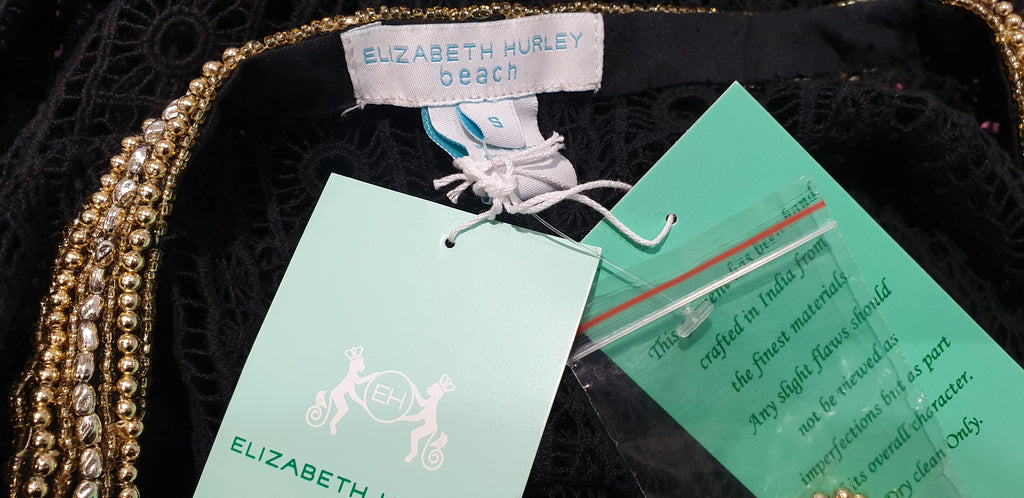 ELIZABETH HURLEY
beach
S
EH
ELIZABETH H
This ent has been hand
crafted in India from
the finest materials
Any slight flaws should
not be viewed as
imperfections but as part
its overall character.
Dry clean Only.